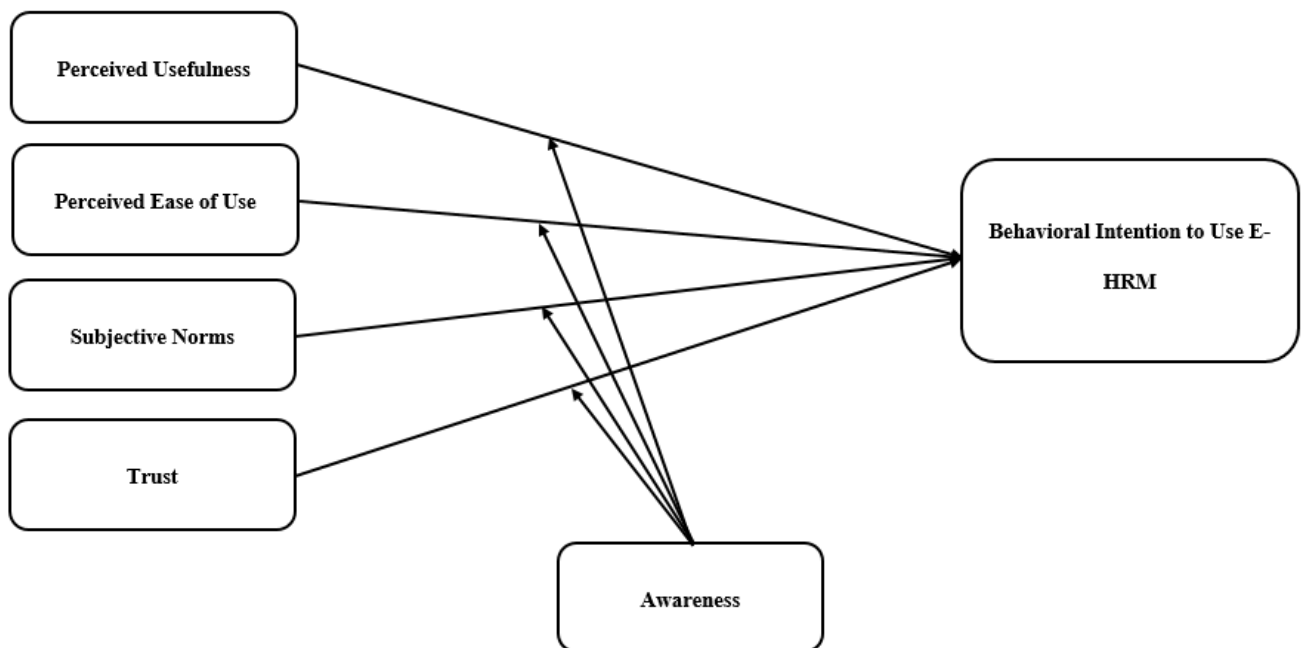 Perceived Usefulness
Perceived Ease of Use
Subjective Norms
Trust
Behavioral Intention to Use E-
HRM
Awareness